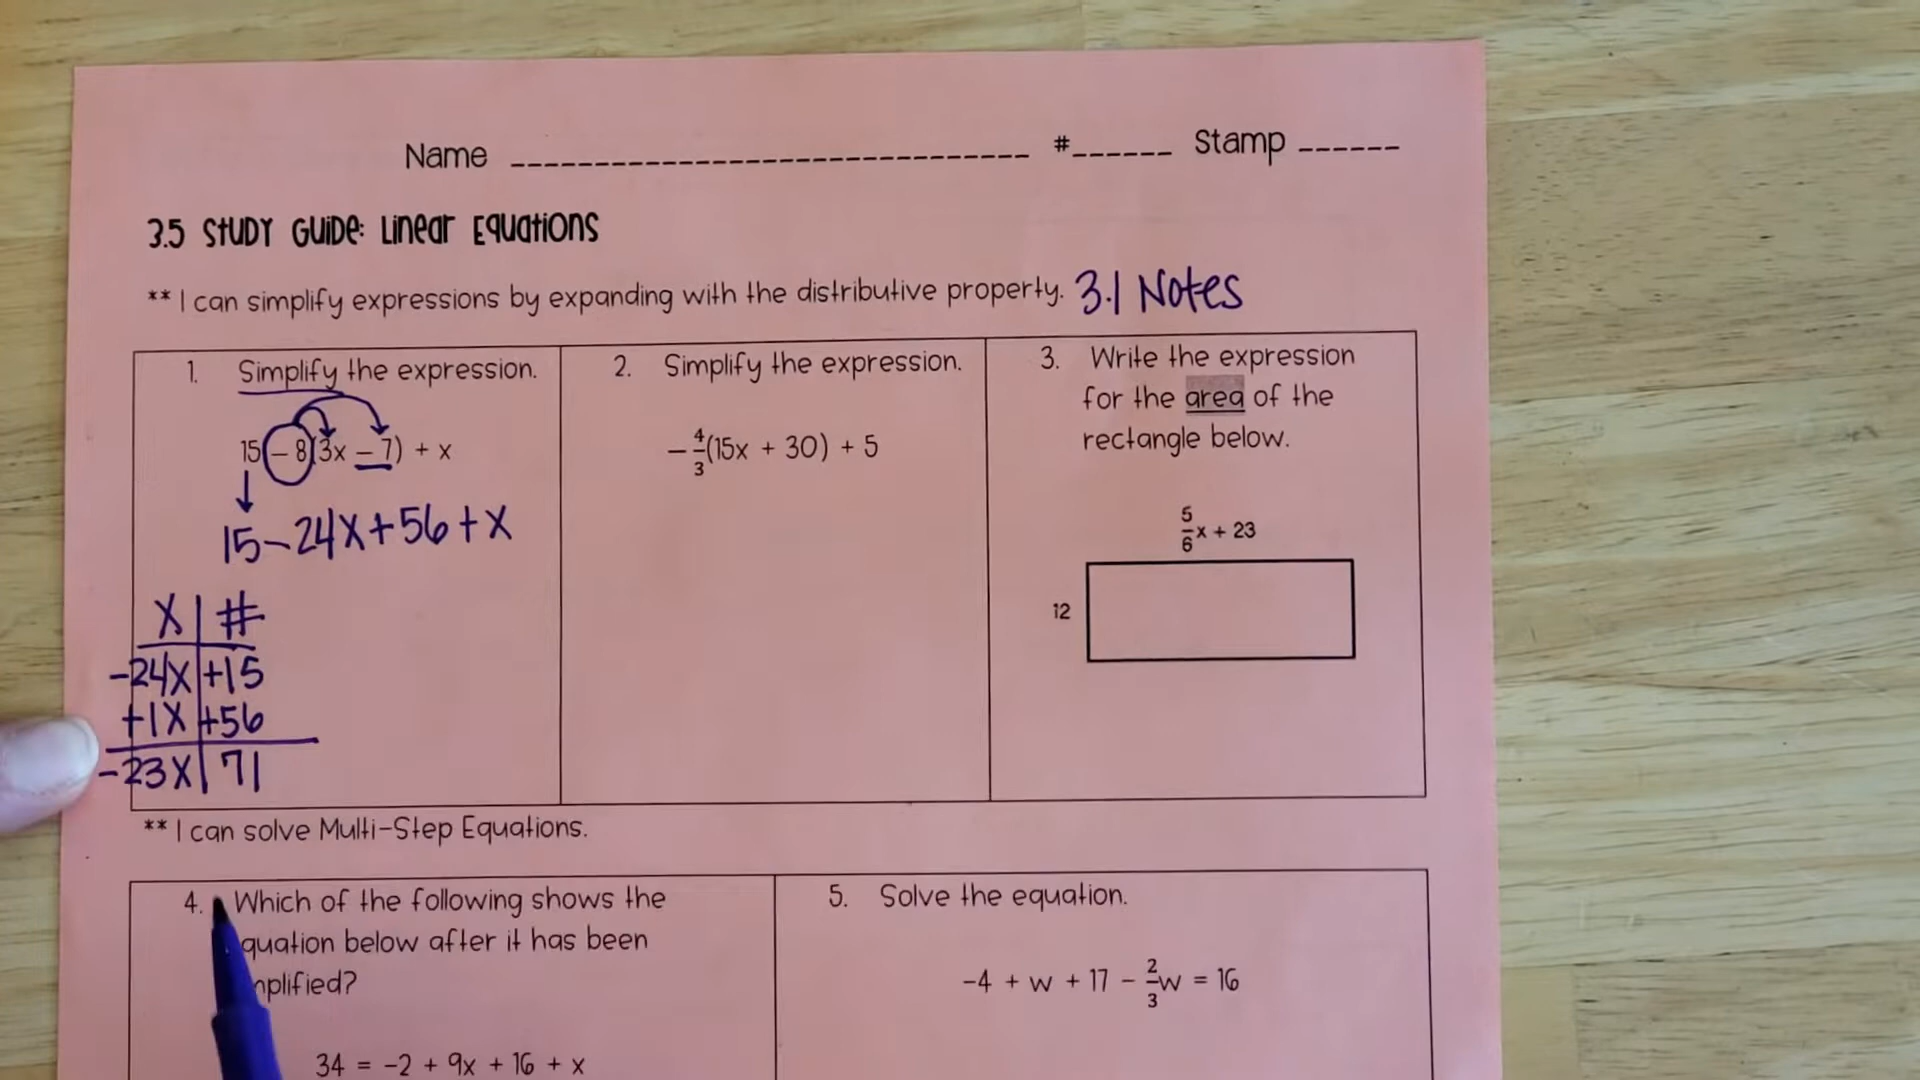 Name ______________________________ #______ Stamp ______
3.5 Study Guide: Linear Equations
** I can simplify expressions by expanding with the distributive property. 3.1 Notes
1. Simplify the expression.
15 - 8(3x - 7) + x
15 - 24x + 56 + x
x | #
-24x | +15
+1x | +56
-23x | 71
2. Simplify the expression.
-4/3(15x + 30) + 5
3. Write the expression
for the area of the
rectangle below.
5/6x + 23
12
** I can solve Multi-Step Equations.
4. Which of the following shows the
quation below after it has been
mplified?
34 = -2 + 9x + 16 + x
5. Solve the equation.
-4 + w + 17 - 2/3w = 16